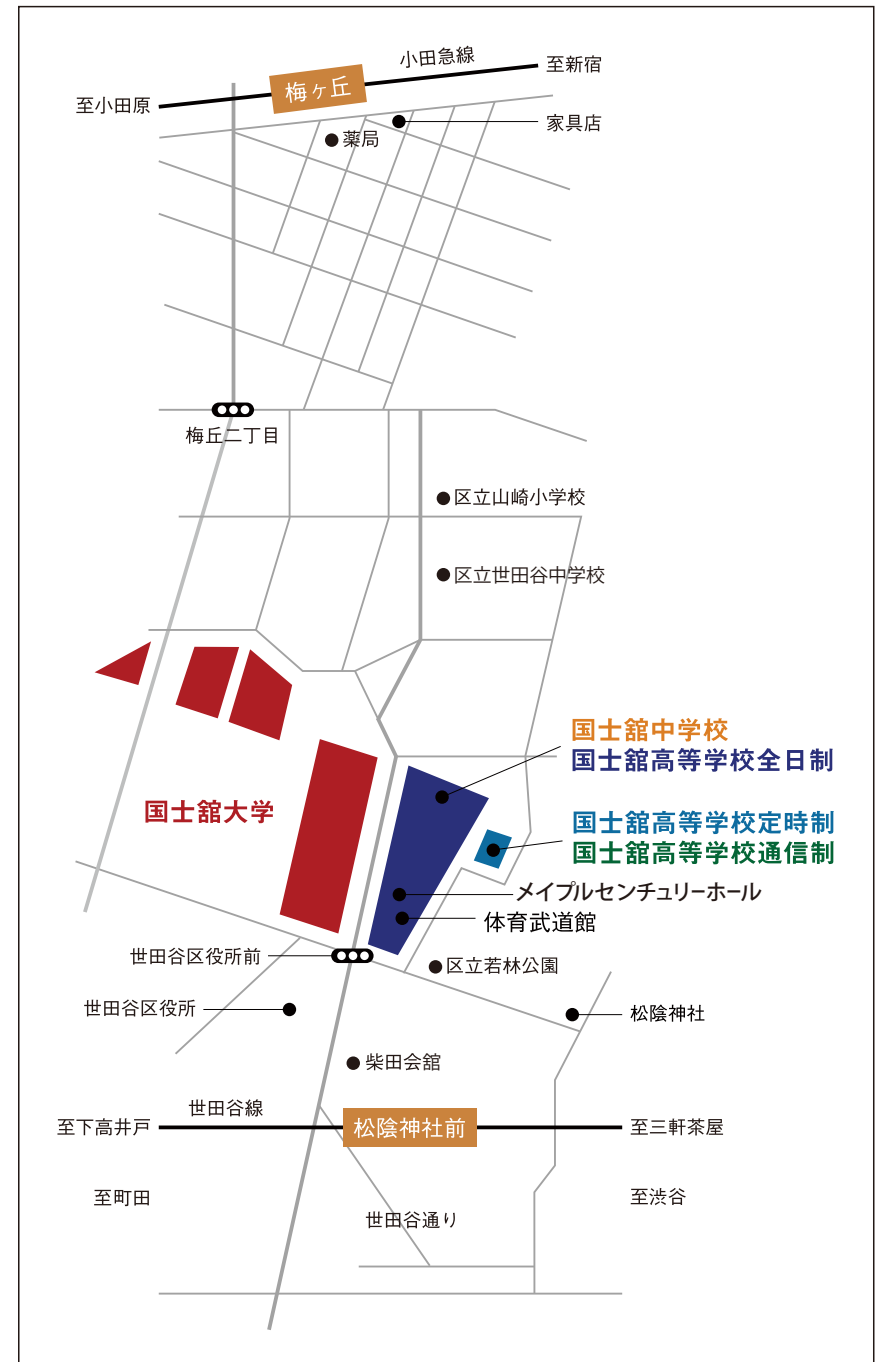 小田急線
至新宿
梅ヶ丘
至小田原
家具店
薬局
梅丘二丁目
区立山崎小学校
区立世田谷中学校
国士舘中学校
国士舘高等学校全日制
国士舘大学
国士舘高等学校定時制
国士舘高等学校通信制
メイプルセンチュリーホール
体育武道館
世田谷区役所前
区立若林公園
世田谷区役所
松陰神社
柴田会舘
世田谷線
至下高井戸
松陰神社前
至三軒茶屋
至町田
至渋谷
世田谷通り